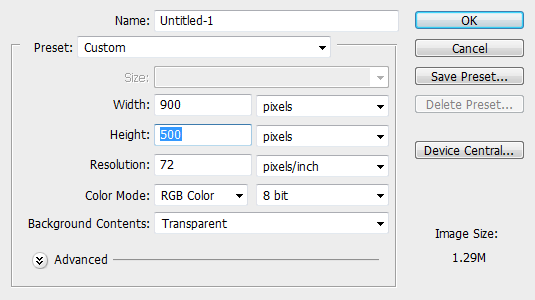 Name: Untitled-1 OK
Preset: Custom Cancel
Size: Save Preset...
Width: 900 pixels Delete Preset...
Height: 500 pixels
Resolution: 72 pixels/inch Device Central...
Color Mode: RGB Color 8 bit
Background Contents: Transparent
Image Size:
Advanced 1.29M